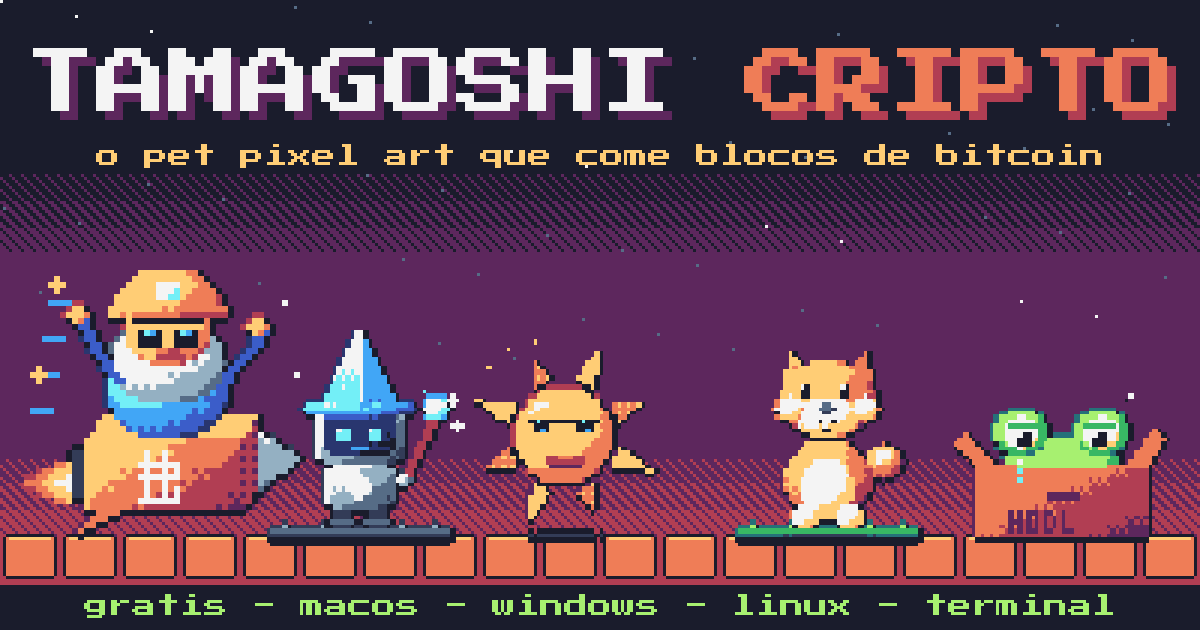 TAMAGOSHI CRIPTO
o pet pixel art que come blocos de bitcoin
HODL
gratis - macos - windows - linux - terminal